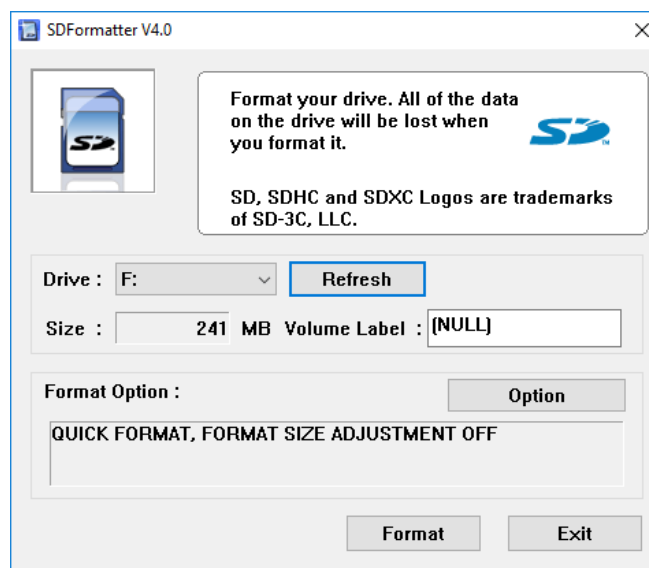 SDFormatter V4.0
SD
Format your drive. All of the data
on the drive will be lost when
you format it.
SD
TM
SD, SDHC and SDXC Logos are trademarks
of SD-3C, LLC.
Drive : F: Refresh
Size : 241 MB Volume Label : (NULL)
Format Option :
Option
QUICK FORMAT, FORMAT SIZE ADJUSTMENT OFF
Format Exit